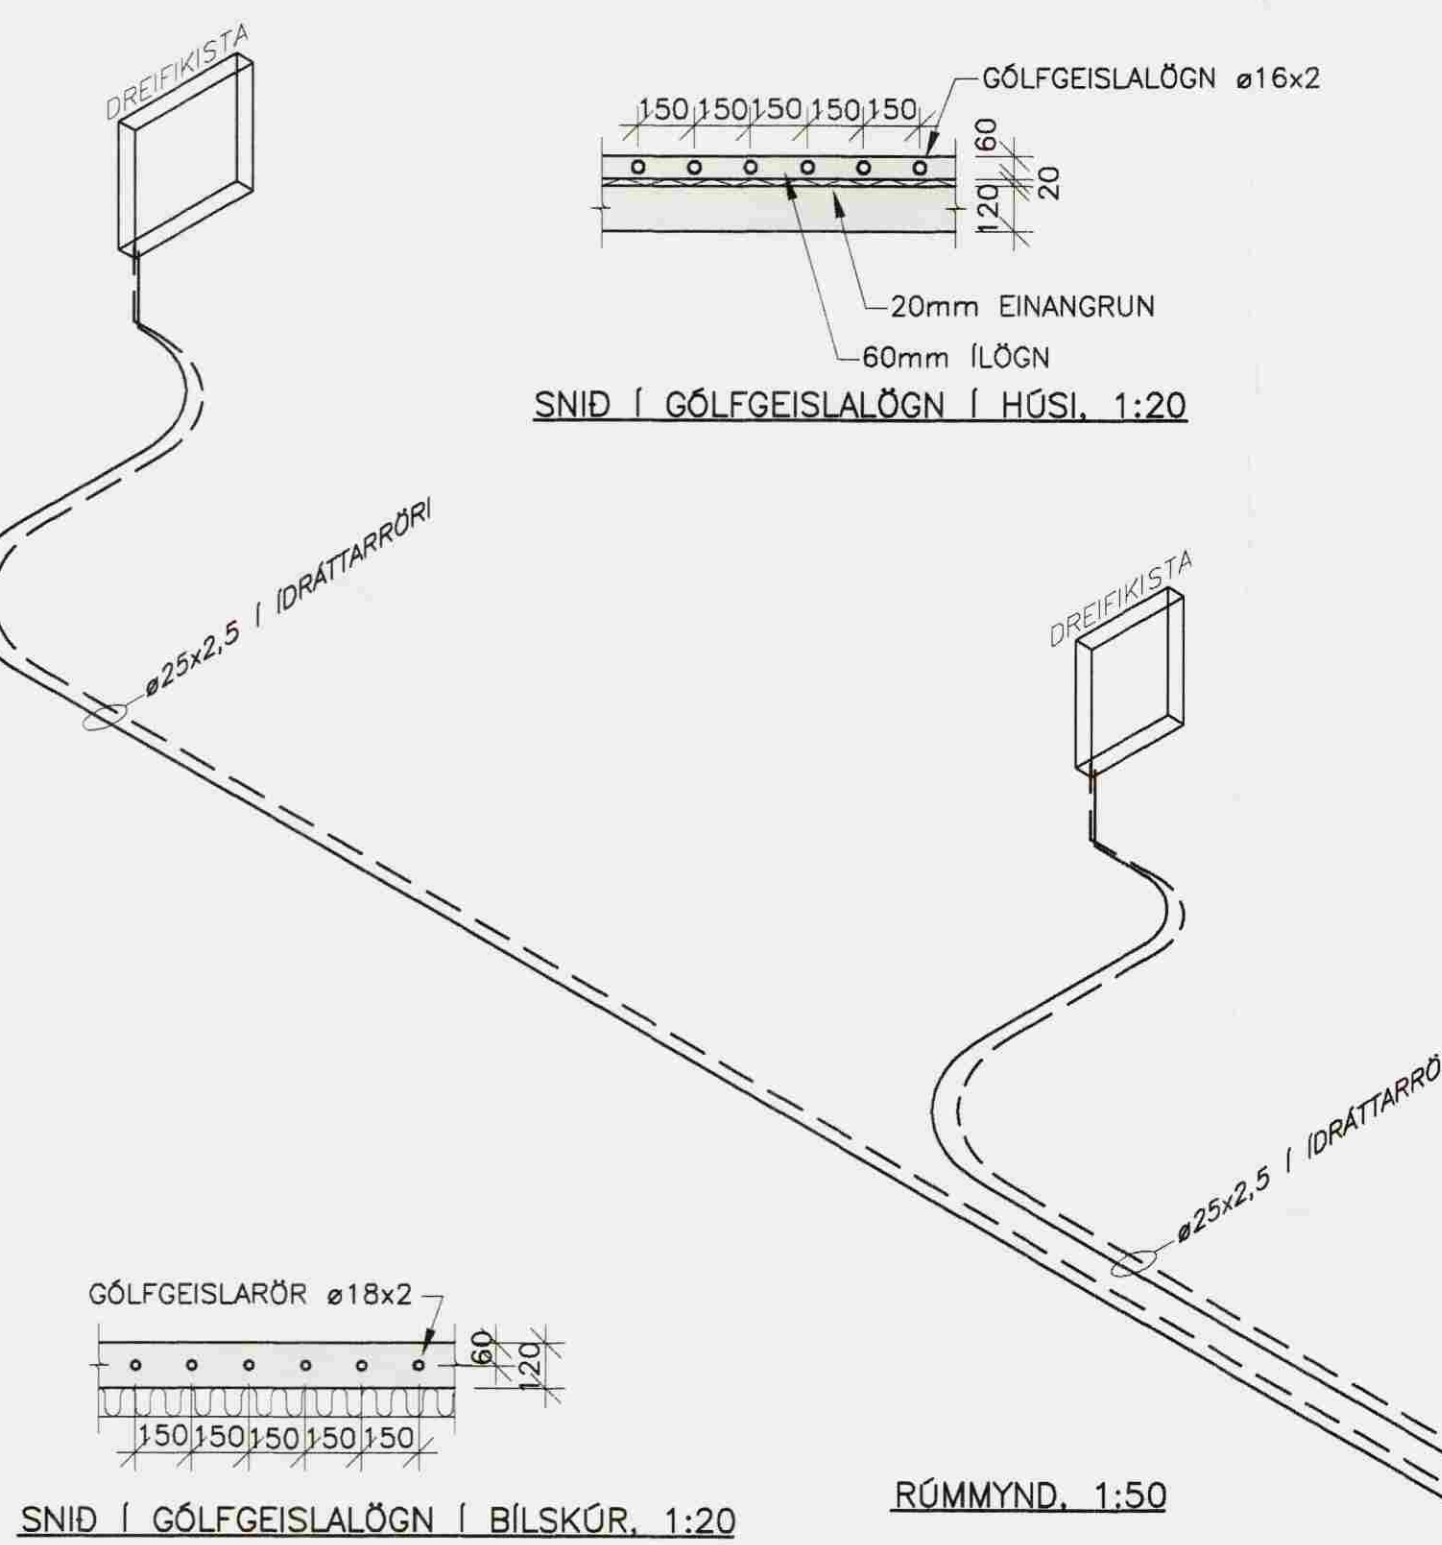 DREIFIKISTA
GÓLFGEISLALÖGN ø16x2
150 150 150 150 150
60
20
120
20mm EINANGRUN
60mm ÍLÖGN
SNIÐ Í GÓLFGEISLALÖGN Í HÚSI, 1:20
ø25x2,5 Í ÍDRÁTTARRÖRI
DREIFIKISTA
ø25x2,5 Í ÍDRÁTTARRÖ
GÓLFGEISLARÖR ø18x2
60
120
150 150 150 150 150
SNIÐ Í GÓLFGEISLALÖGN Í BÍLSKÚR, 1:20
RÚMMYND, 1:50